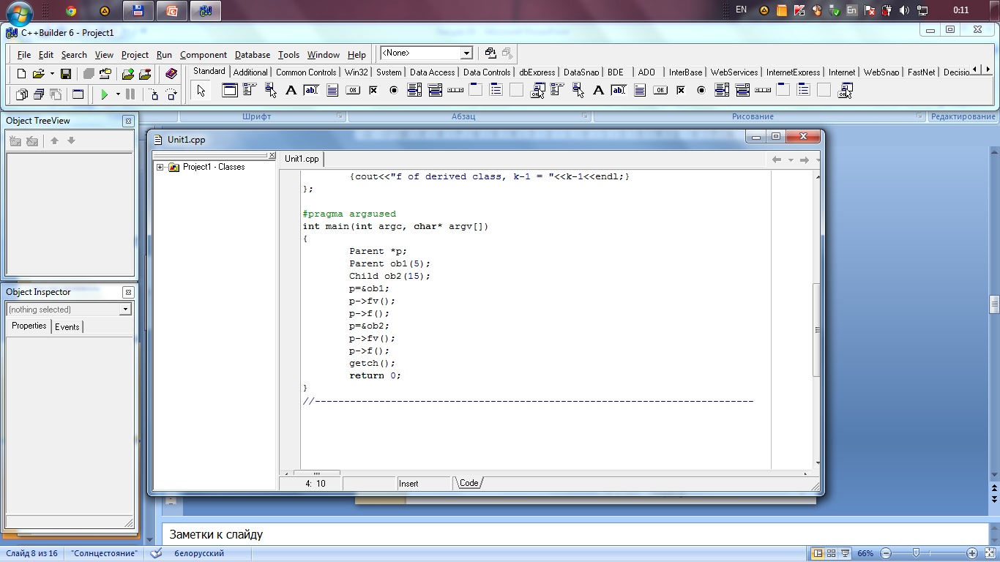 EN
En
0:11
C++Builder 6 - Project1
File Edit Search View Project Run Component Database Tools Window Help
<None>
Standard Additional Common Controls Win32 System Data Access Data Controls dbExpress DataSnap BDE ADO InterBase WebServices InternetExpress Internet WebSnap FastNet Decisio
Шрифт Абзац Рисование Редактирование
Object TreeView
Unit1.cpp
Project1 - Classes
Unit1.cpp
{cout<<"f of derived class, k-1 = "<<k-1<<endl;}
};
#pragma argsused
int main(int argc, char* argv[])
{
Parent *p;
Parent ob1(5);
Child ob2(15);
p=&ob1;
p->fv();
p->f();
p=&ob2;
p->fv();
p->f();
getch();
return 0;
}
//---------------------------------------------------------------------------
4: 10
Insert
Code
Object Inspector
(nothing selected)
Properties Events
Заметки к слайду
Слайд 8 из 16 "Солнцестояние" белорусский 66%